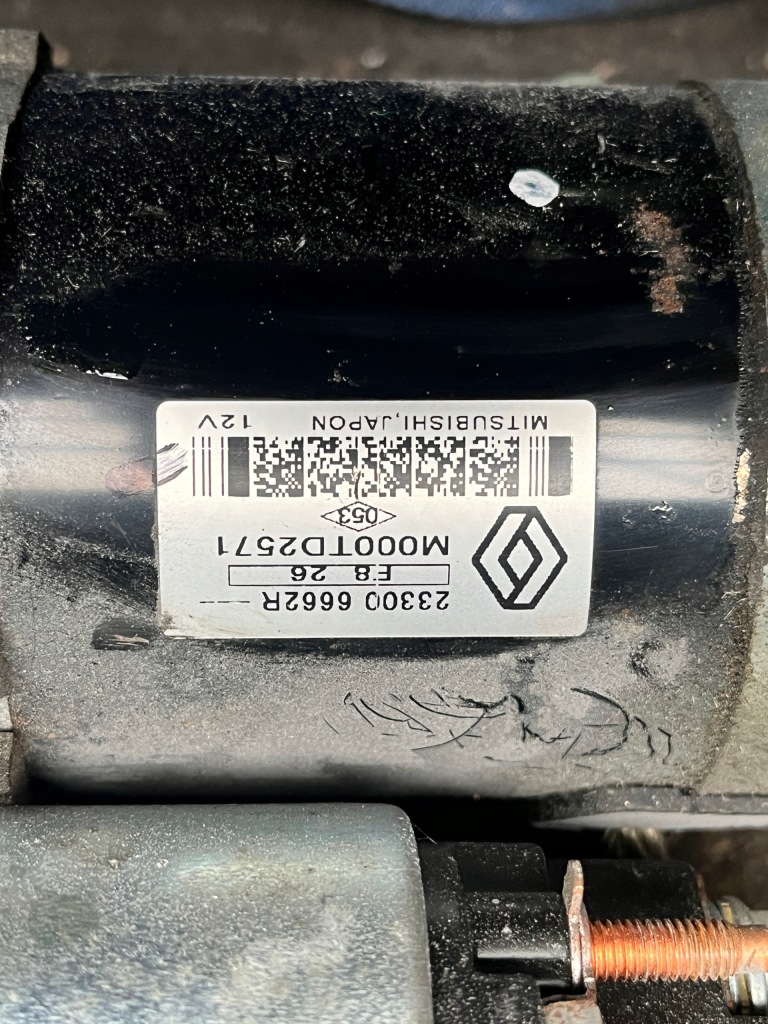 23300 6662R
E8 26
M000TD2571
053
MITSUBISHI,JAPON 12V